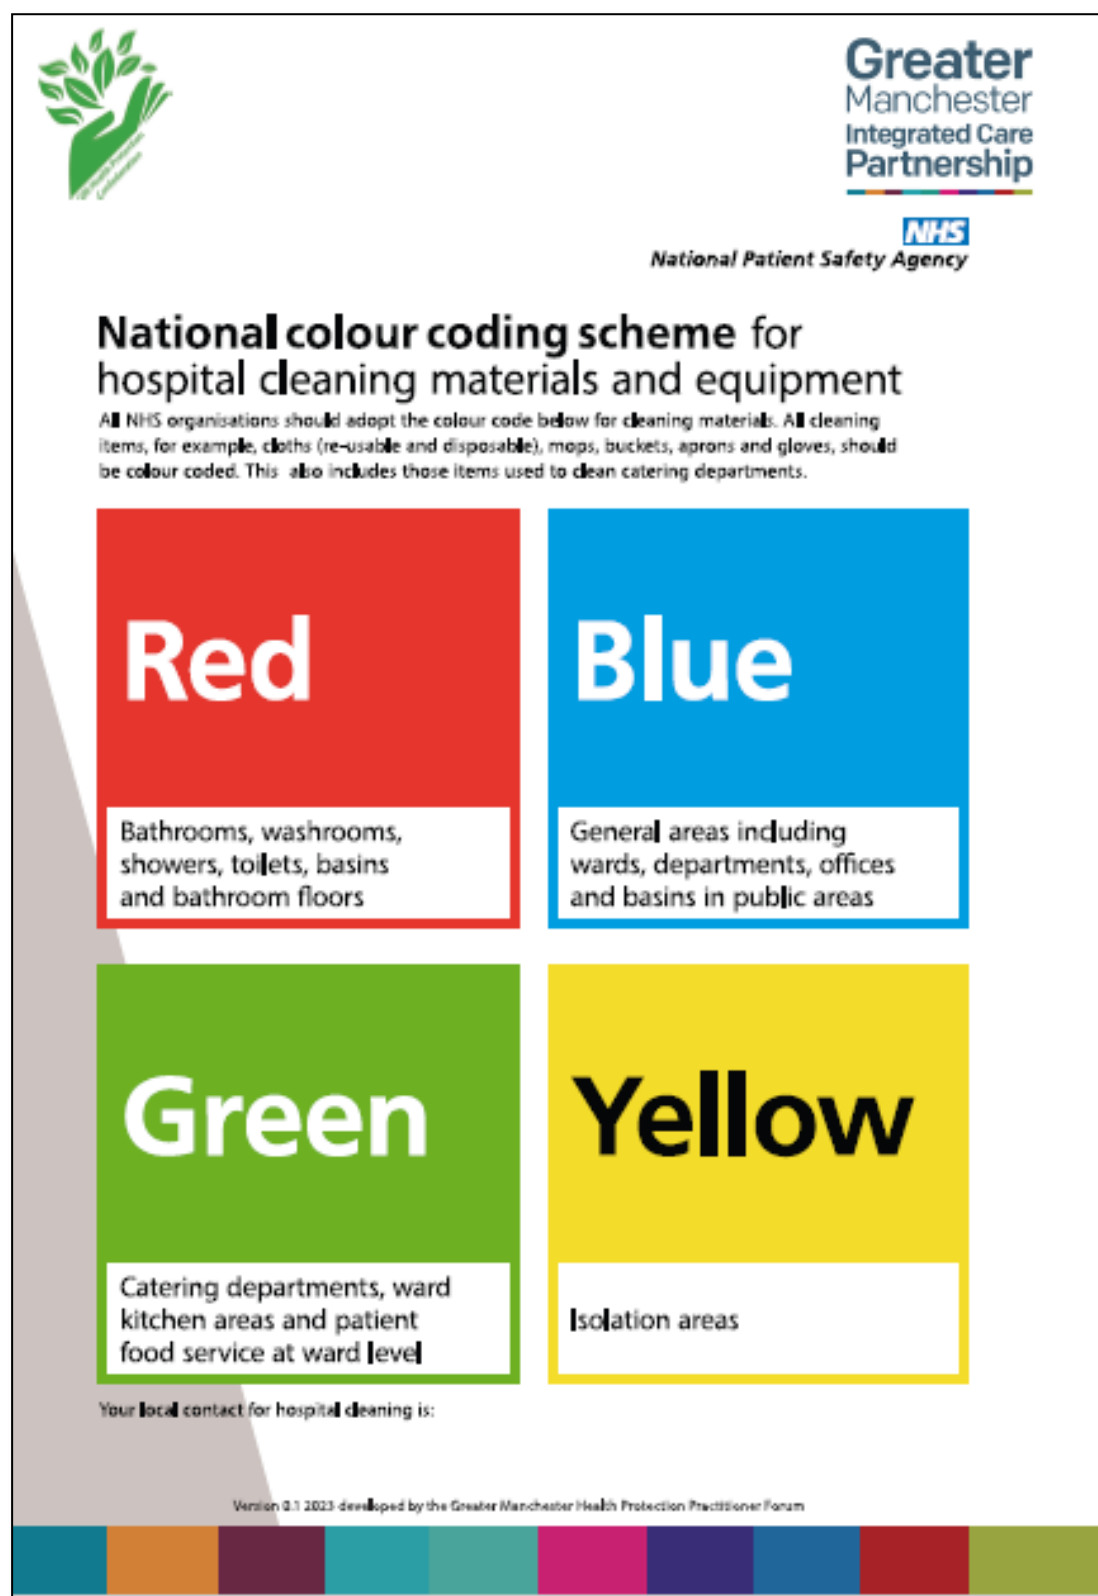 GM Health Protection
Confederation
Greater
Manchester
Integrated Care
Partnership
NHS
National Patient Safety Agency
National colour coding scheme for
hospital cleaning materials and equipment
All NHS organisations should adopt the colour code below for cleaning materials. All cleaning
items, for example, cloths (re-usable and disposable), mops, buckets, aprons and gloves, should
be colour coded. This also includes those items used to clean catering departments.
Red
Bathrooms, washrooms,
showers, toilets, basins
and bathroom floors
Blue
General areas including
wards, departments, offices
and basins in public areas
Green
Catering departments, ward
kitchen areas and patient
food service at ward level
Yellow
Isolation areas
Your local contact for hospital cleaning is:
Version 0.1 2023 developed by the Greater Manchester Health Protection Practitioner Forum